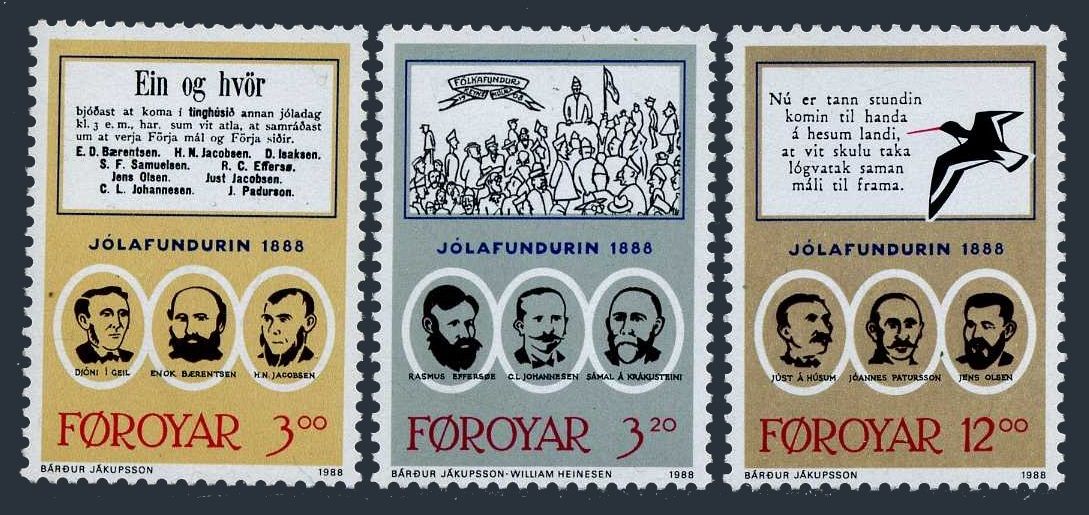 Ein og hvör
bjóðast at koma í tinghúsið annan jóladag
kl. 3 e. m., har. sum vit atla, at samráðast
um at verja Förja mál og Förja siðir.
E. D. Bærentsen. H. N. Jacobsen. D. Isaksen.
S. F. Samuelsen. R. C. Effersø.
Jens Olsen. Just Jacobsen.
C. L. Johannesen. J. Paturson.
JÓLAFUNDURIN 1888
DJÓNI Í GEIL ENOK BÆRENTSEN H.N. JACOBSEN
FØROYAR 3⁰⁰
BÁRÐUR JÁKUPSSON 1988
FÓLKAFUNDUR
JÓLAFUNDURIN 1888
RASMUS EFFERSØE C.L. JOHANNESEN SÁMAL Á KRÁKUSTEINI
FØROYAR 3²⁰
BÁRÐUR JÁKUPSSON · WILLIAM HEINESEN 1988
Nú er tann stundin
komin til handa
á hesum landi,
at vit skulu taka
lógvatak saman
máli til frama.
JÓLAFUNDURIN 1888
JÚST Á HÚSUM JÓANNES PATURSSON JENS OLSEN
FØROYAR 12⁰⁰
BÁRÐUR JÁKUPSSON 1988